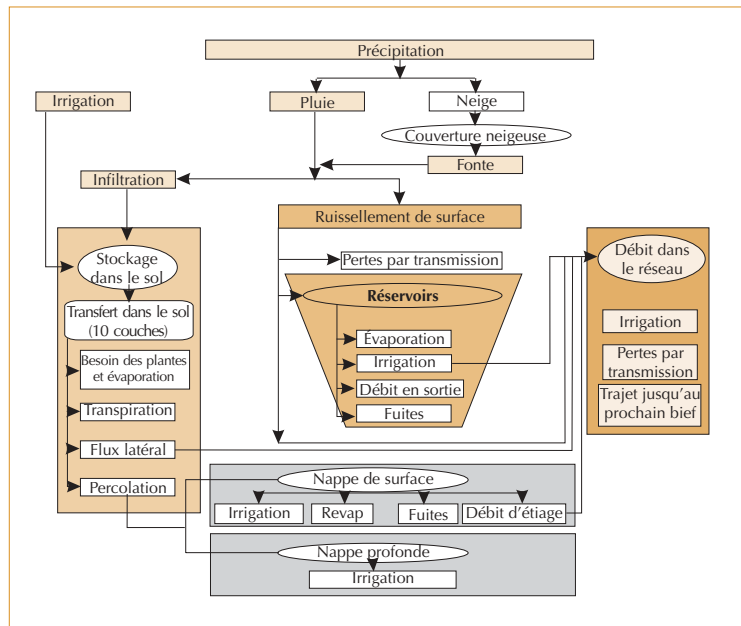 Précipitation
Irrigation
Pluie
Neige
Couverture neigeuse
Fonte
Infiltration
Ruissellement de surface
Stockage
dans le sol
Transfert dans le sol
(10 couches)
Besoin des plantes
et évaporation
Transpiration
Flux latéral
Percolation
Pertes par transmission
Réservoirs
Évaporation
Irrigation
Débit en sortie
Fuites
Débit dans
le réseau
Irrigation
Pertes par
transmission
Trajet jusqu'au
prochain bief
Nappe de surface
Irrigation
Revap
Fuites
Débit d'étiage
Nappe profonde
Irrigation